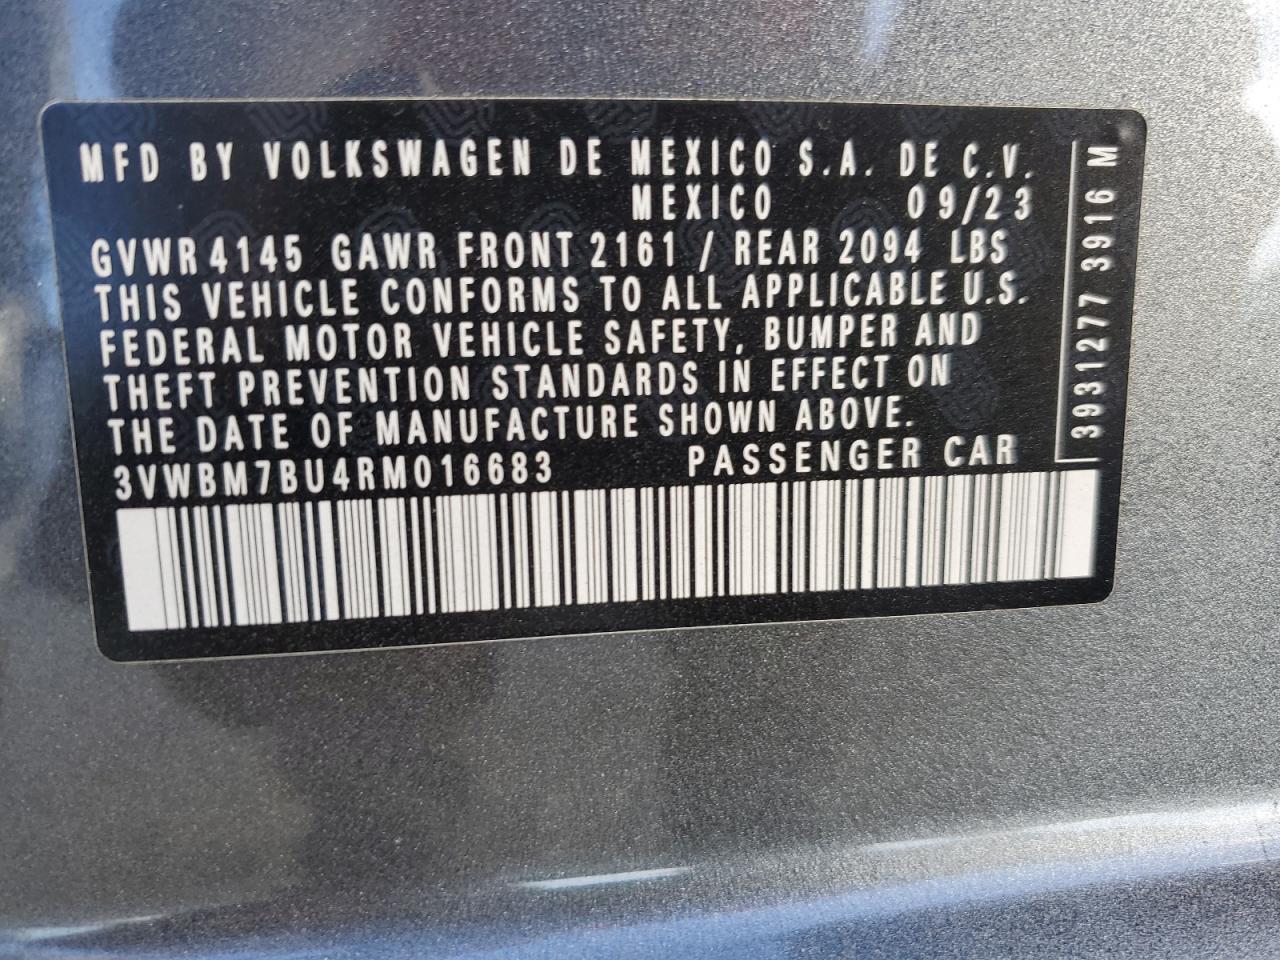 MFD BY VOLKSWAGEN DE MEXICO S.A. DE C.V.
MEXICO 09/23
GVWR 4145 GAWR FRONT 2161 / REAR 2094 LBS
THIS VEHICLE CONFORMS TO ALL APPLICABLE U.S.
FEDERAL MOTOR VEHICLE SAFETY, BUMPER AND
THEFT PREVENTION STANDARDS IN EFFECT ON
THE DATE OF MANUFACTURE SHOWN ABOVE.
3VWBM7BU4RM016683 PASSENGER CAR
3931277 3916 M